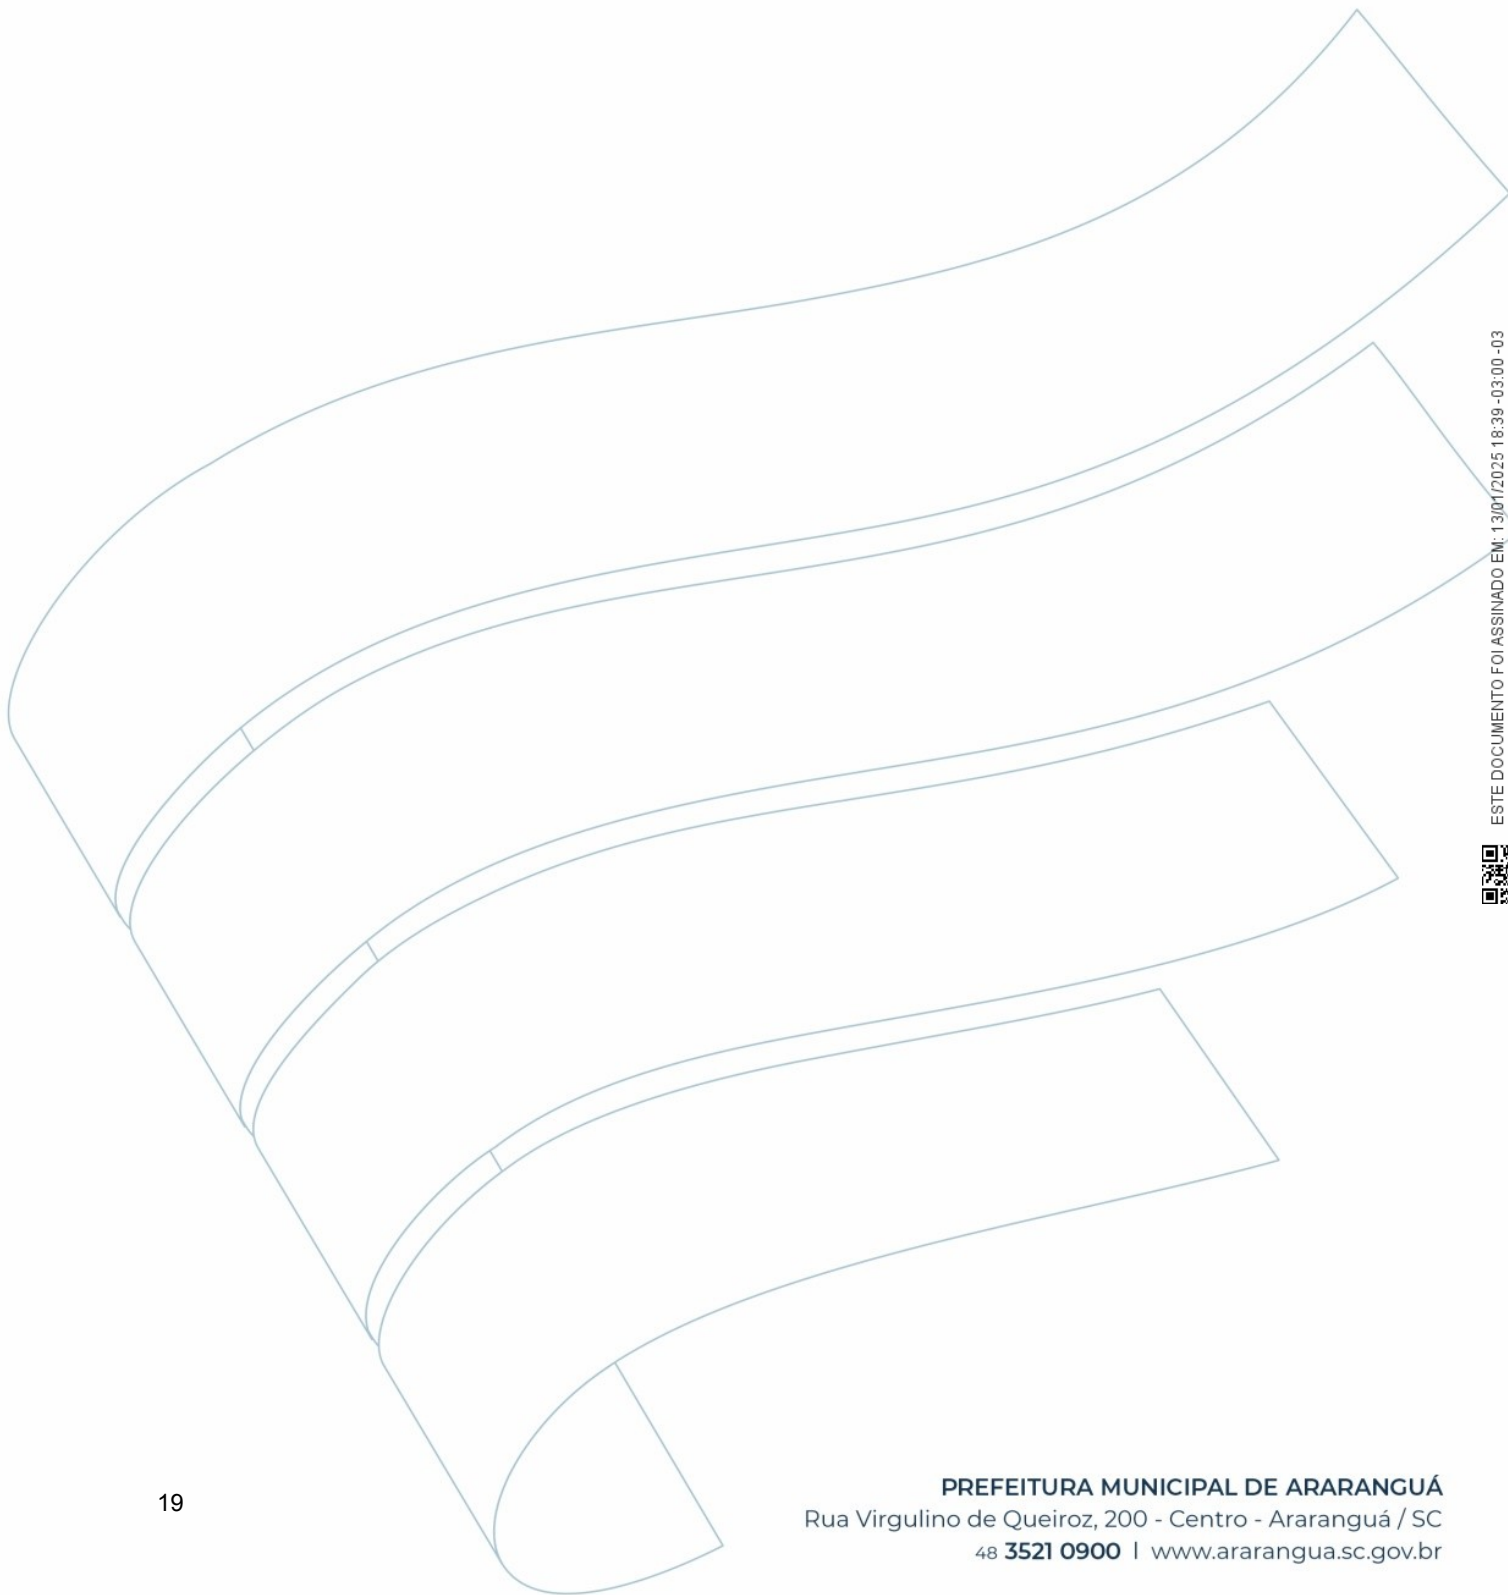 ESTE DOCUMENTO FOI ASSINADO EM: 13/01/2025 18:39 -03:00 -03
19
PREFEITURA MUNICIPAL DE ARARANGUÁ
Rua Virgulino de Queiroz, 200 - Centro - Araranguá / SC
48 3521 0900 | www.ararangua.sc.gov.br